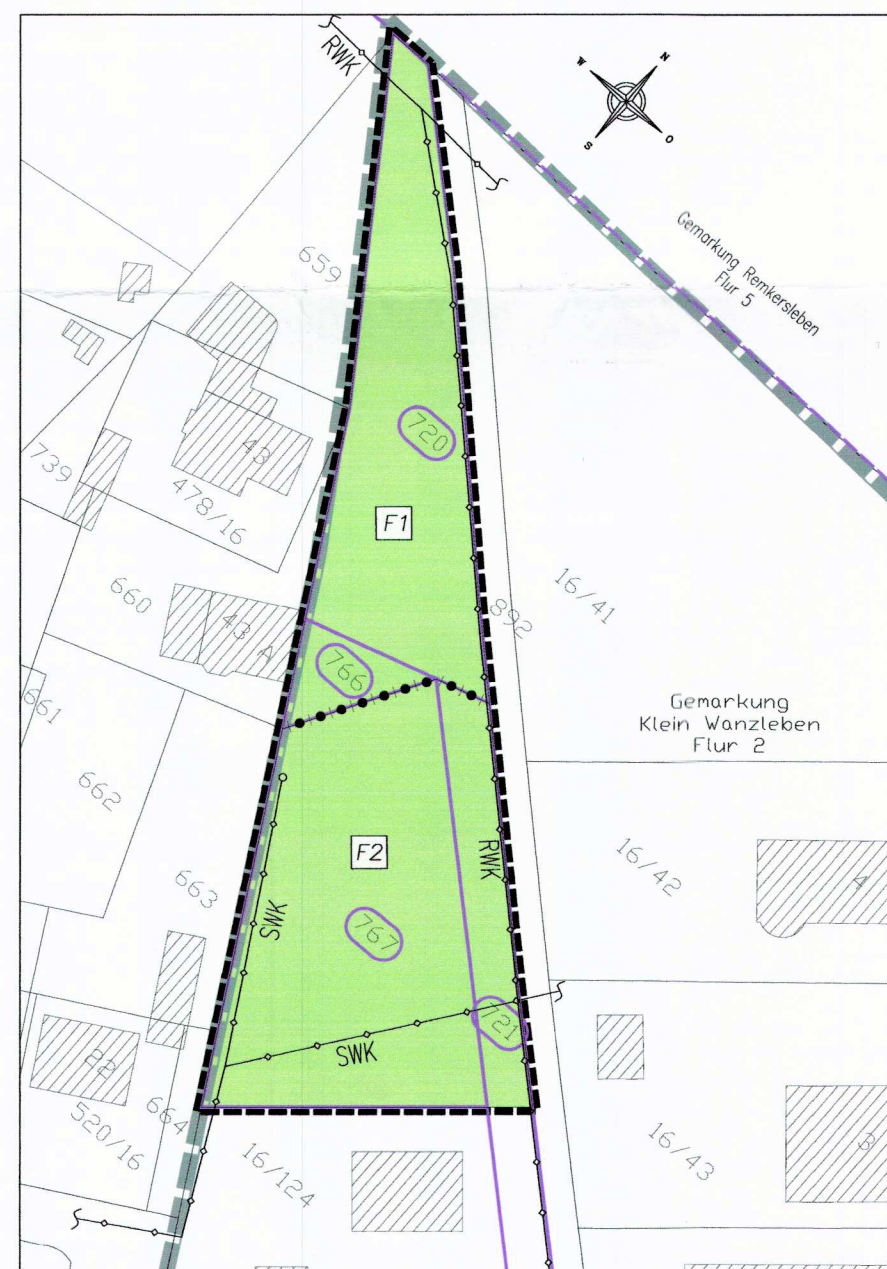 RWK
N
W
O
S
Gemarkung Remkersleben
Flur 5
659
720
43
739
478/16
F1
16/41
892
660
43 A
766
661
Gemarkung
Klein Wanzleben
Flur 2
662
16/42
F2
RWK
4
663
SWK
767
721
SWK
22
664
520/16
16/124
16/43
3